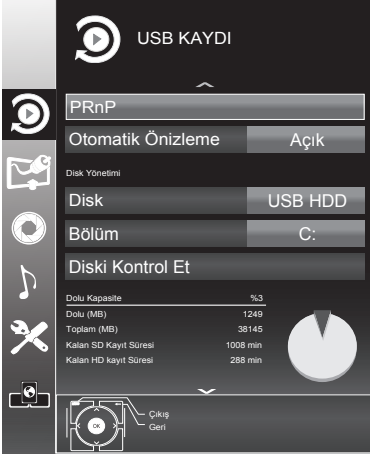 USB KAYDI
PRnP
Otomatik Önizleme Açık
Disk Yönetimi
Disk USB HDD
Bölüm C:
Diski Kontrol Et
Dolu Kapasite %3
Dolu (MB) 1249
Toplam (MB) 38145
Kalan SD Kayıt Süresi 1008 min
Kalan HD kayıt Süresi 288 min
Çıkış
OK
Geri